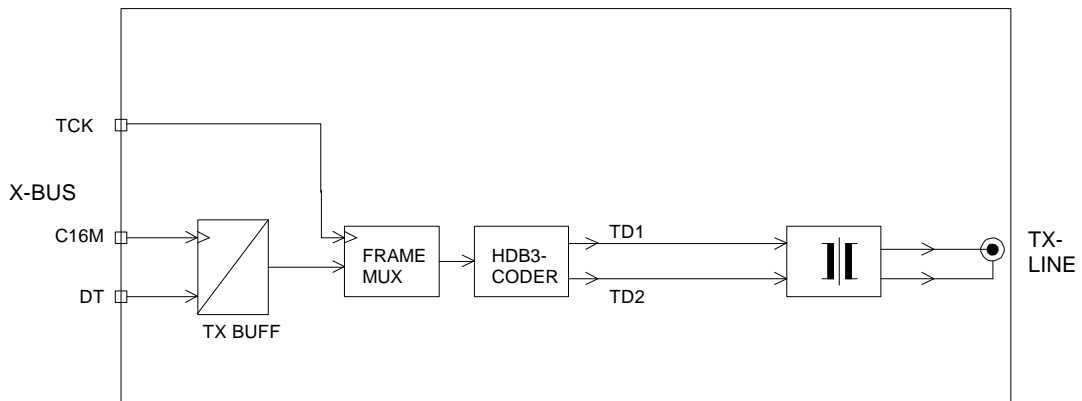 TCK
X-BUS
C16M
DT
TX BUFF
FRAME
MUX
HDB3-
CODER
TD1
TD2
TX-
LINE